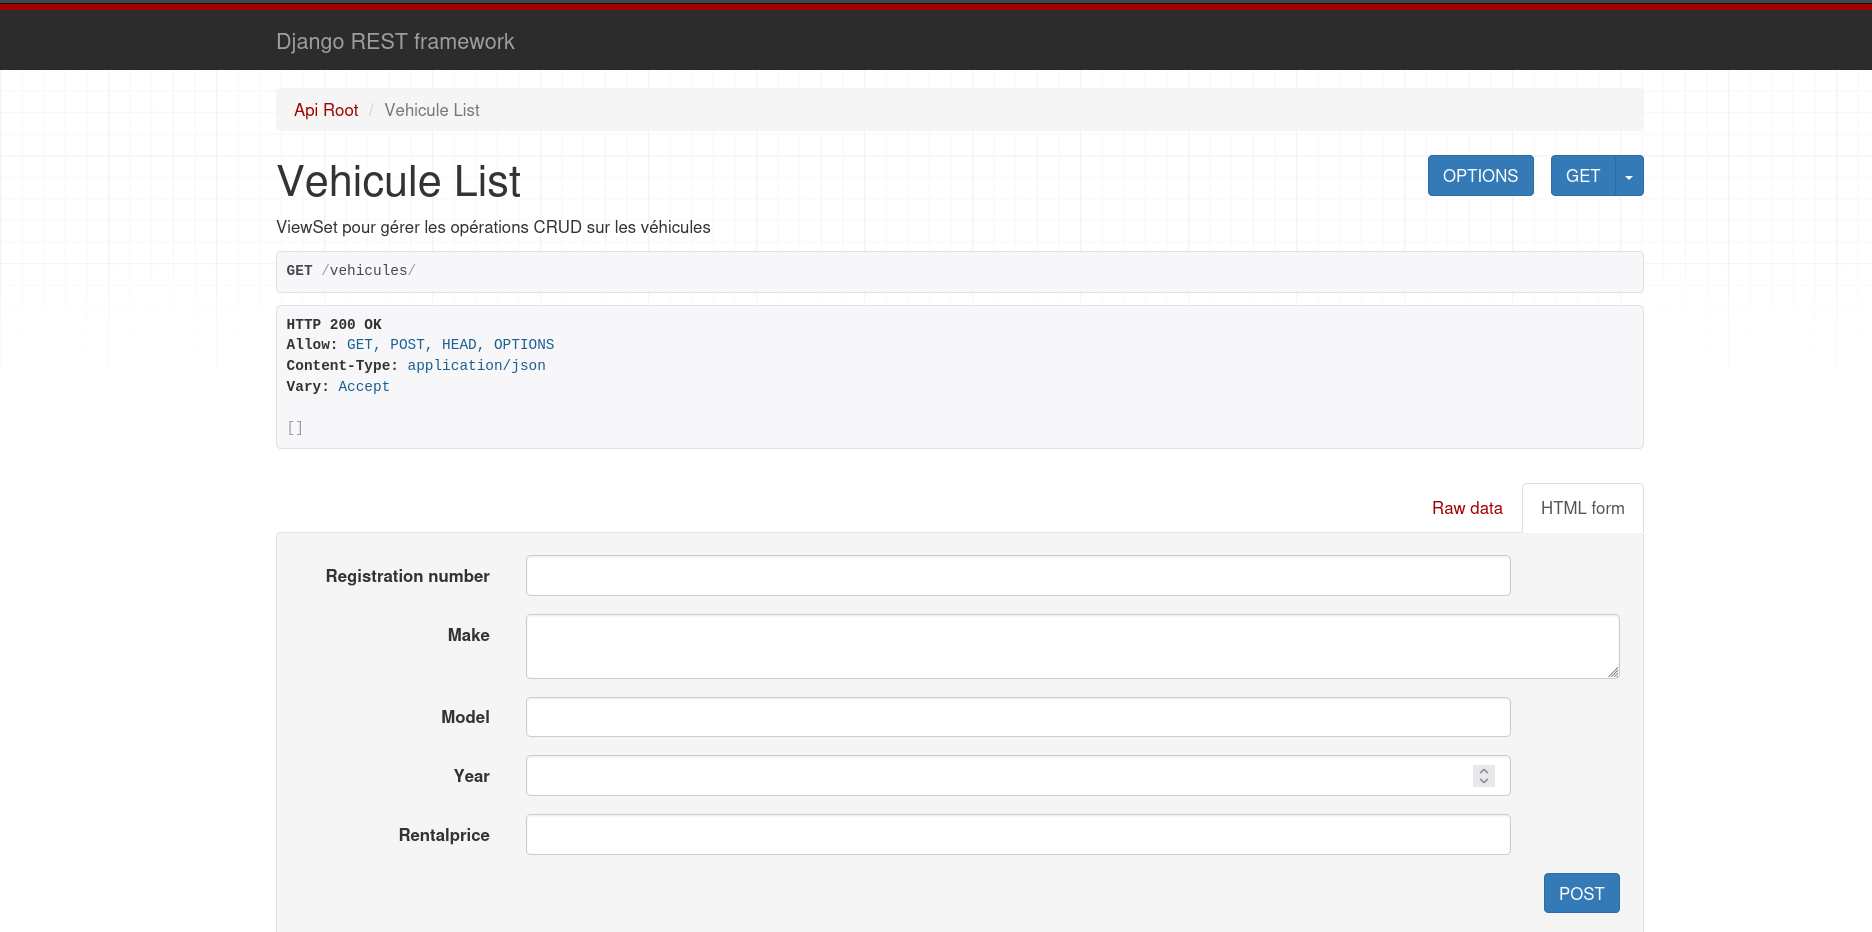 Django REST framework
Api Root / Vehicule List
Vehicule List
OPTIONS
GET
ViewSet pour gérer les opérations CRUD sur les véhicules
GET /vehicules/
HTTP 200 OK
Allow: GET, POST, HEAD, OPTIONS
Content-Type: application/json
Vary: Accept
[]
Raw data
HTML form
Registration number
Make
Model
Year
Rentalprice
POST